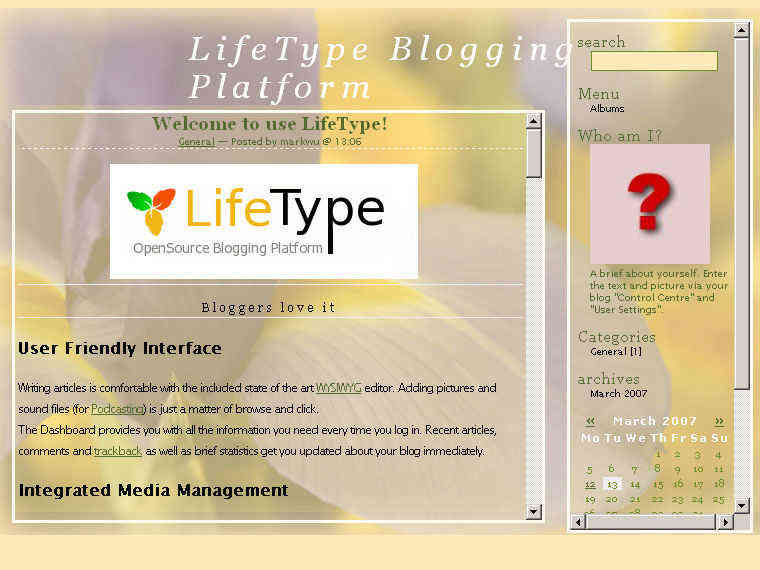 LifeType Blogging
Platform
Welcome to use LifeType!
General — Posted by markwu @ 13:06
LifeType
OpenSource Blogging Platform
Bloggers love it
User Friendly Interface
Writing articles is comfortable with the included state of the art WYSIWYG editor. Adding pictures and
sound files (for Podcasting) is just a matter of browse and click.
The Dashboard provides you with all the information you need every time you log in. Recent articles,
comments and trackback as well as brief statistics get you updated about your blog immediately.
Integrated Media Management
search
Menu
Albums
Who am I?
?
A brief about yourself. Enter
the text and picture via your
blog "Control Centre" and
"User Settings".
Categories
General [1]
archives
March 2007
« March 2007 »
Mo Tu We Th Fr Sa Su
1 2 3 4
5 6 7 8 9 10 11
12 13 14 15 16 17 18
19 20 21 22 23 24 25